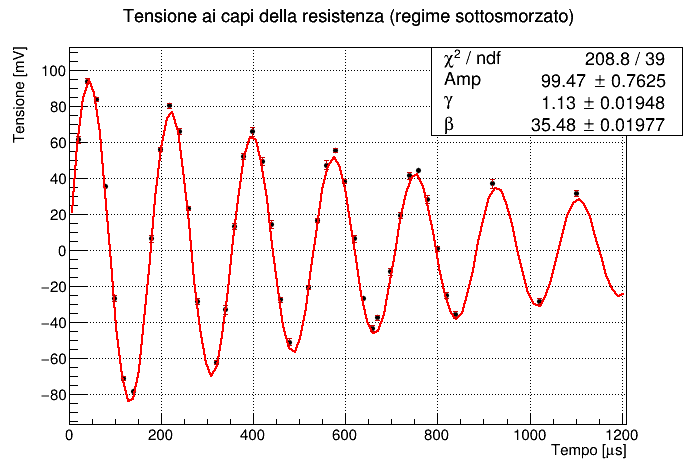 Tensione ai capi della resistenza (regime sottosmorzato)
Tensione [mV]
χ² / ndf 208.8 / 39
Amp 99.47 ± 0.7625
γ 1.13 ± 0.01948
β 35.48 ± 0.01977
100
80
60
40
20
0
−20
−40
−60
−80
0 200 400 600 800 1000 1200
Tempo [μs]